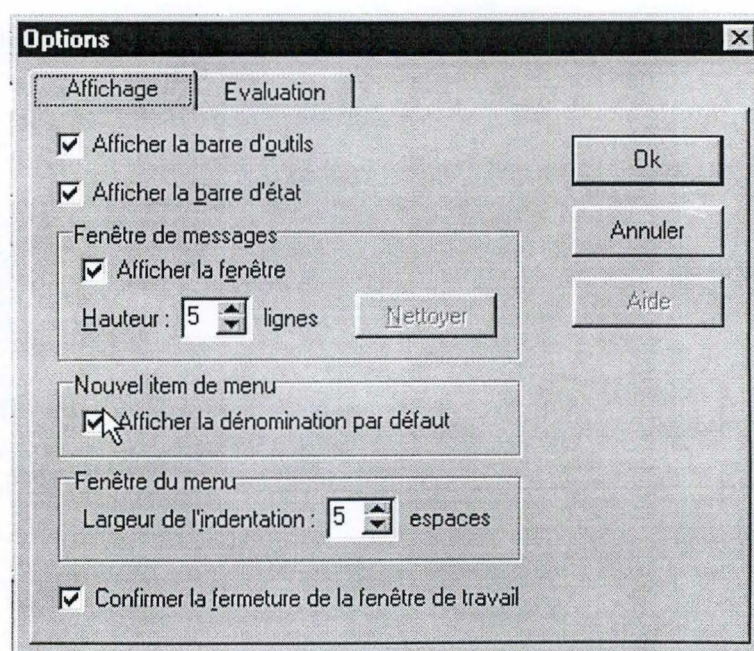 Options
Affichage Evaluation
Afficher la barre d'outils
Ok
Afficher la barre d'état
Annuler
Fenêtre de messages
Afficher la fenêtre
Aide
Hauteur : 5 lignes Nettoyer
Nouvel item de menu
Afficher la dénomination par défaut
Fenêtre du menu
Largeur de l'indentation : 5 espaces
Confirmer la fermeture de la fenêtre de travail